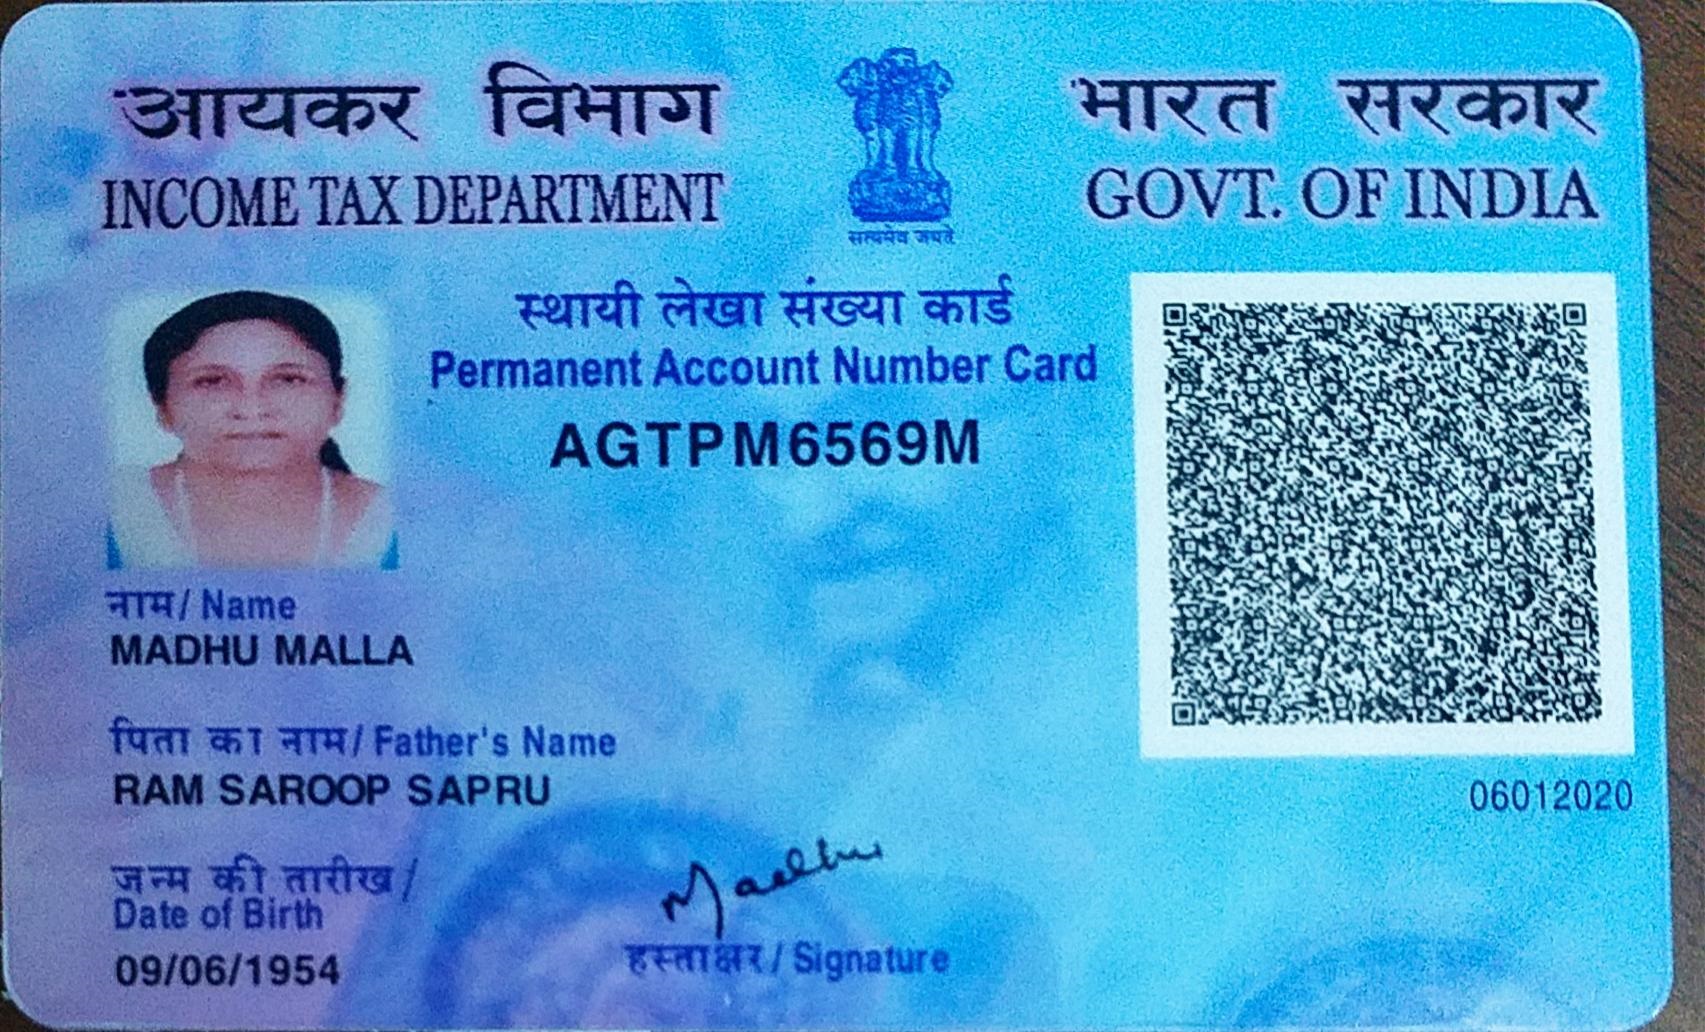 आयकर विभाग
INCOME TAX DEPARTMENT
सत्यमेव जयते
भारत सरकार
GOVT. OF INDIA
स्थायी लेखा संख्या कार्ड
Permanent Account Number Card
AGTPM6569M
नाम/ Name
MADHU MALLA
पिता का नाम/ Father's Name
RAM SAROOP SAPRU
06012020
जन्म की तारीख/
Date of Birth
09/06/1954
Madhu
हस्ताक्षर/ Signature